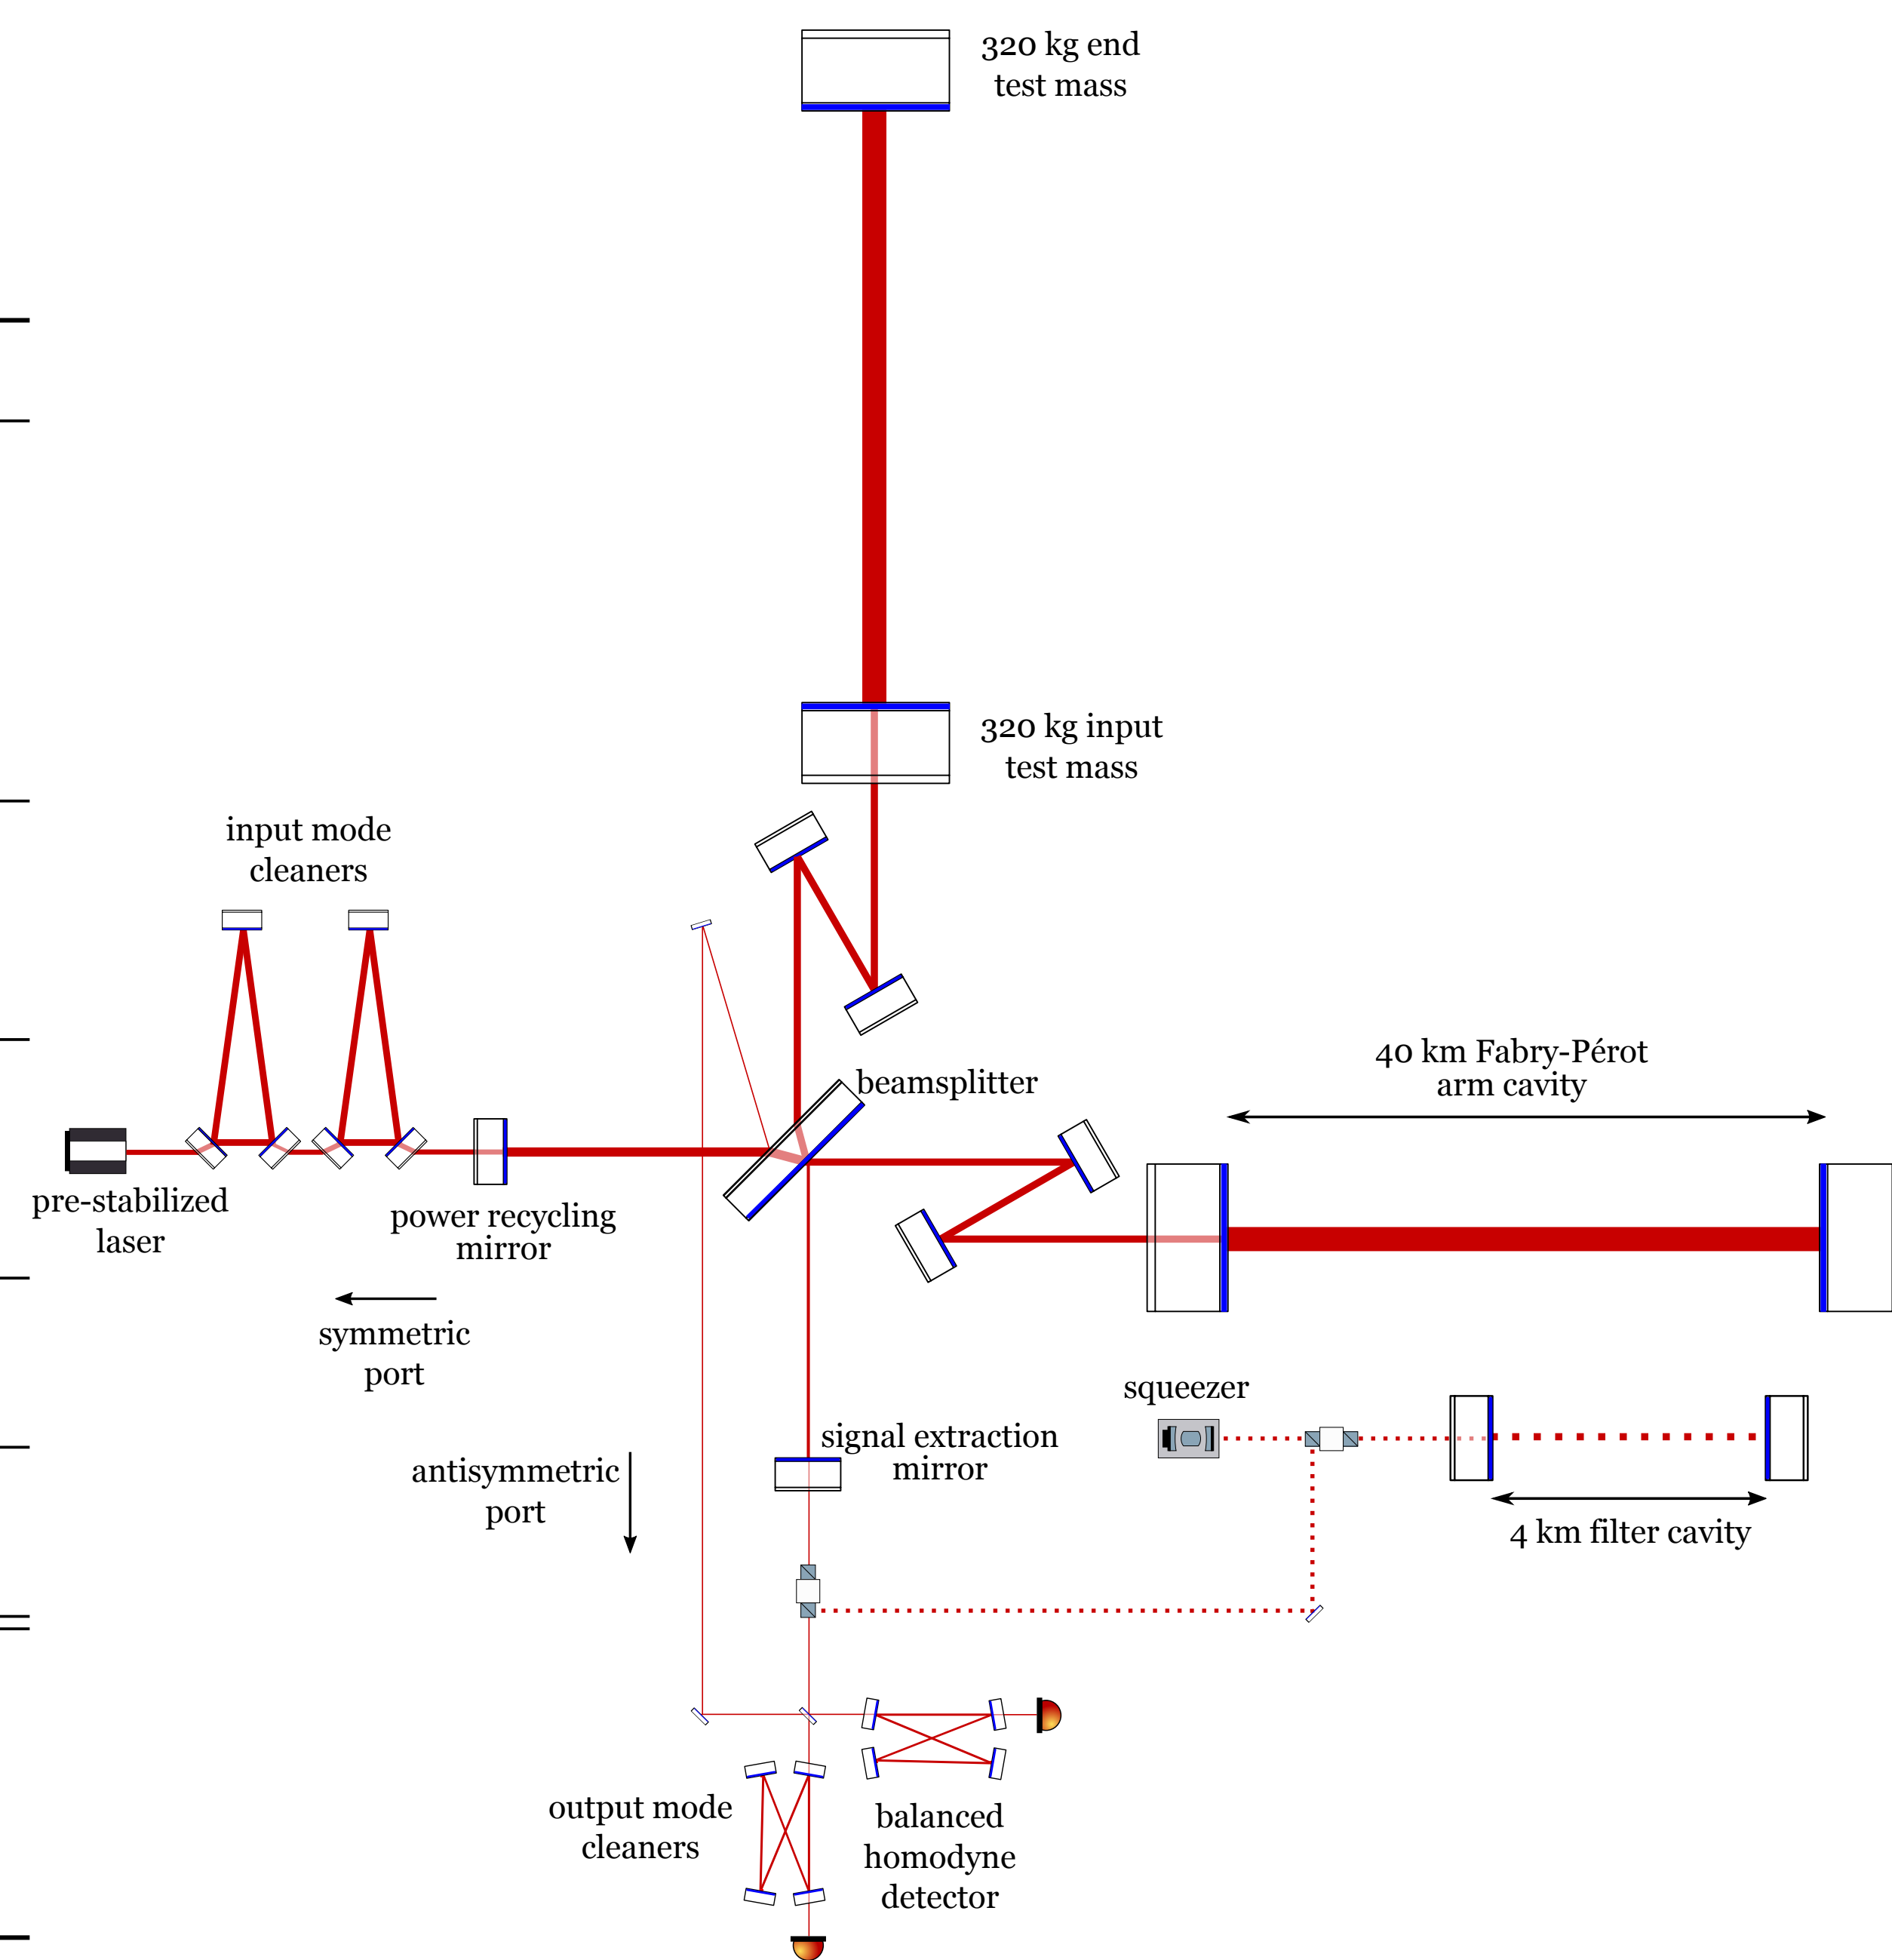 320 kg end
test mass
320 kg input
test mass
input mode
cleaners
beamsplitter
40 km Fabry-Pérot
arm cavity
pre-stabilized
laser
power recycling
mirror
symmetric
port
squeezer
signal extraction
mirror
antisymmetric
port
4 km filter cavity
output mode
cleaners
balanced
homodyne
detector